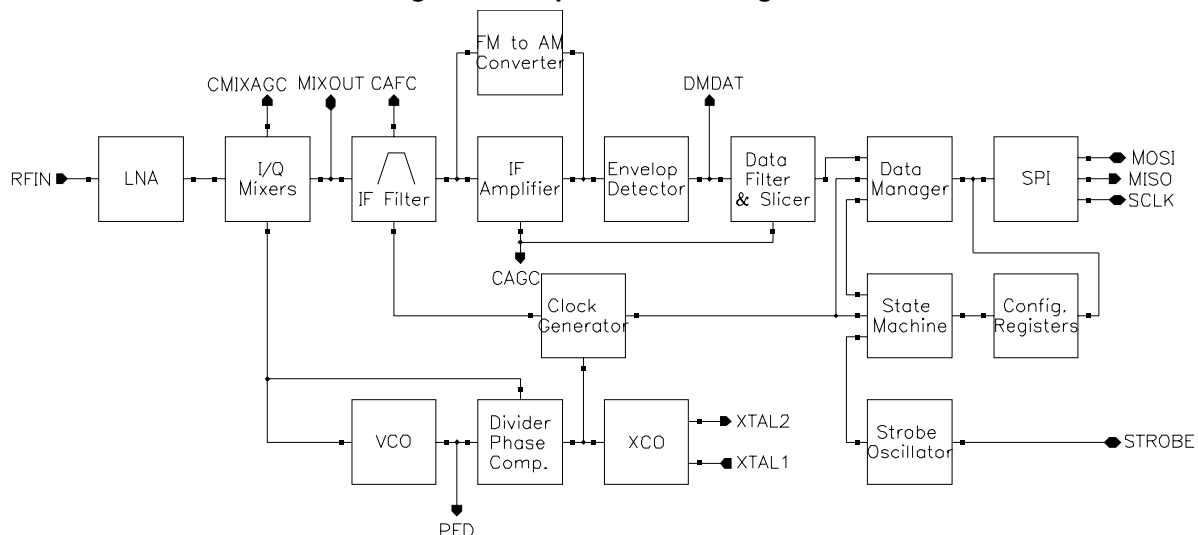 FM to AM
Converter
CMIXAGC
MIXOUT
CAFC
DMDAT
RFIN
LNA
I/Q
Mixers
IF Filter
IF
Amplifier
Envelop
Detector
Data
Filter
& Slicer
Data
Manager
SPI
MOSI
MISO
SCLK
CAGC
Clock
Generator
State
Machine
Config.
Registers
VCO
Divider
Phase
Comp.
XCO
XTAL2
XTAL1
Strobe
Oscillator
STROBE
PFD